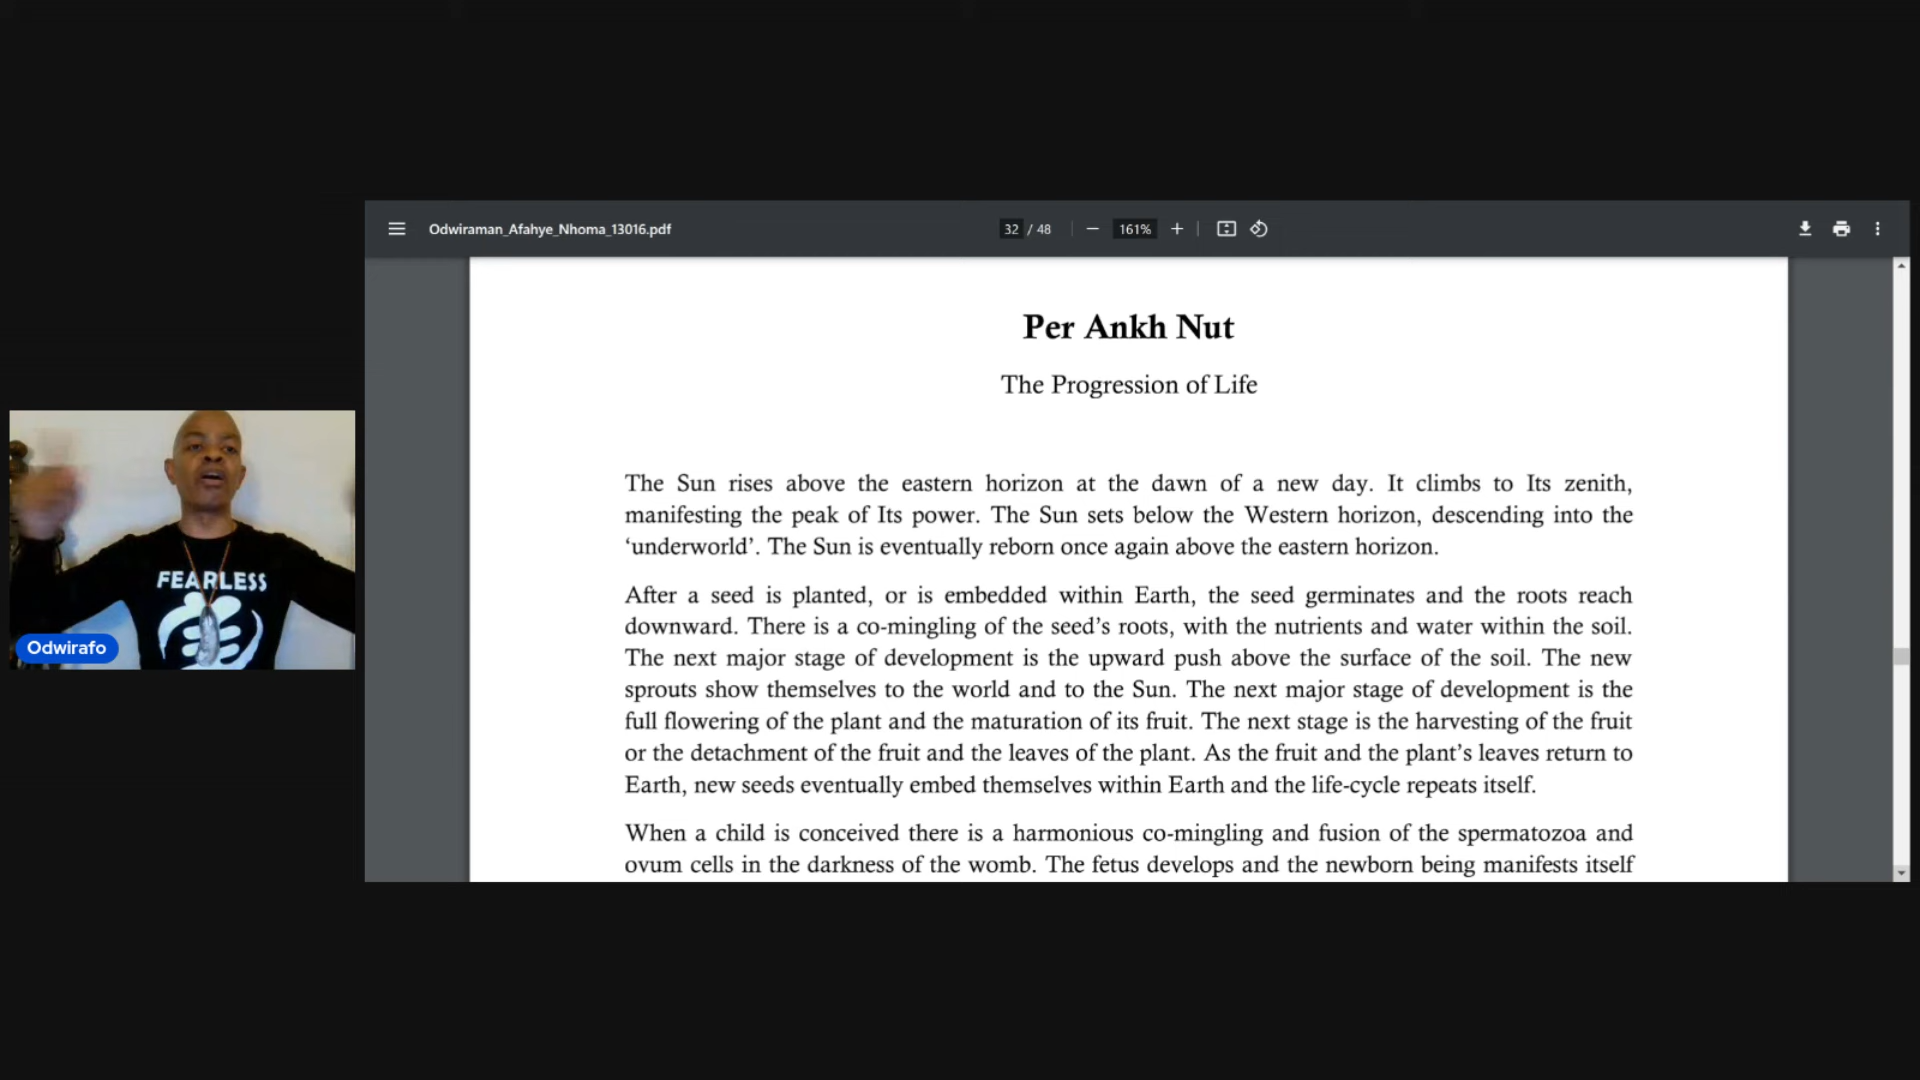 Odwiraman_Afahye_Nhoma_13016.pdf
32 / 48
161%
Per Ankh Nut
The Progression of Life
The Sun rises above the eastern horizon at the dawn of a new day. It climbs to Its zenith,
manifesting the peak of Its power. The Sun sets below the Western horizon, descending into the
‘underworld’. The Sun is eventually reborn once again above the eastern horizon.
After a seed is planted, or is embedded within Earth, the seed germinates and the roots reach
downward. There is a co-mingling of the seed’s roots, with the nutrients and water within the soil.
The next major stage of development is the upward push above the surface of the soil. The new
sprouts show themselves to the world and to the Sun. The next major stage of development is the
full flowering of the plant and the maturation of its fruit. The next stage is the harvesting of the fruit
or the detachment of the fruit and the leaves of the plant. As the fruit and the plant’s leaves return to
Earth, new seeds eventually embed themselves within Earth and the life-cycle repeats itself.
When a child is conceived there is a harmonious co-mingling and fusion of the spermatozoa and
ovum cells in the darkness of the womb. The fetus develops and the newborn being manifests itself
FEARLESS
Odwirafo